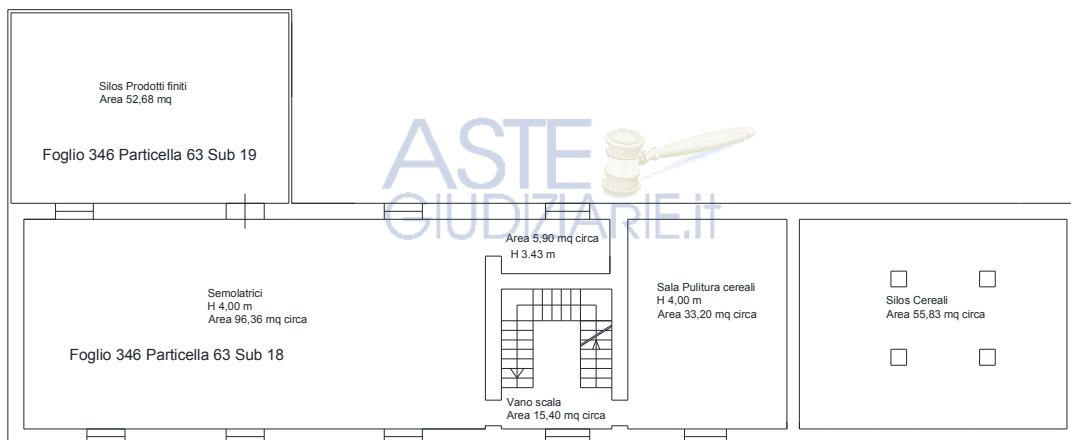 Silos Prodotti finiti
Area 52,68 mq
Foglio 346 Particella 63 Sub 19
ASTE
GIUDIZIARIE.it
Area 5,90 mq circa
H 3.43 m
Semolatrici
H 4,00 m
Area 96,36 mq circa
Foglio 346 Particella 63 Sub 18
Sala Pulitura cereali
H 4,00 m
Area 33,20 mq circa
Silos Cereali
Area 55,83 mq circa
Vano scala
Area 15,40 mq circa